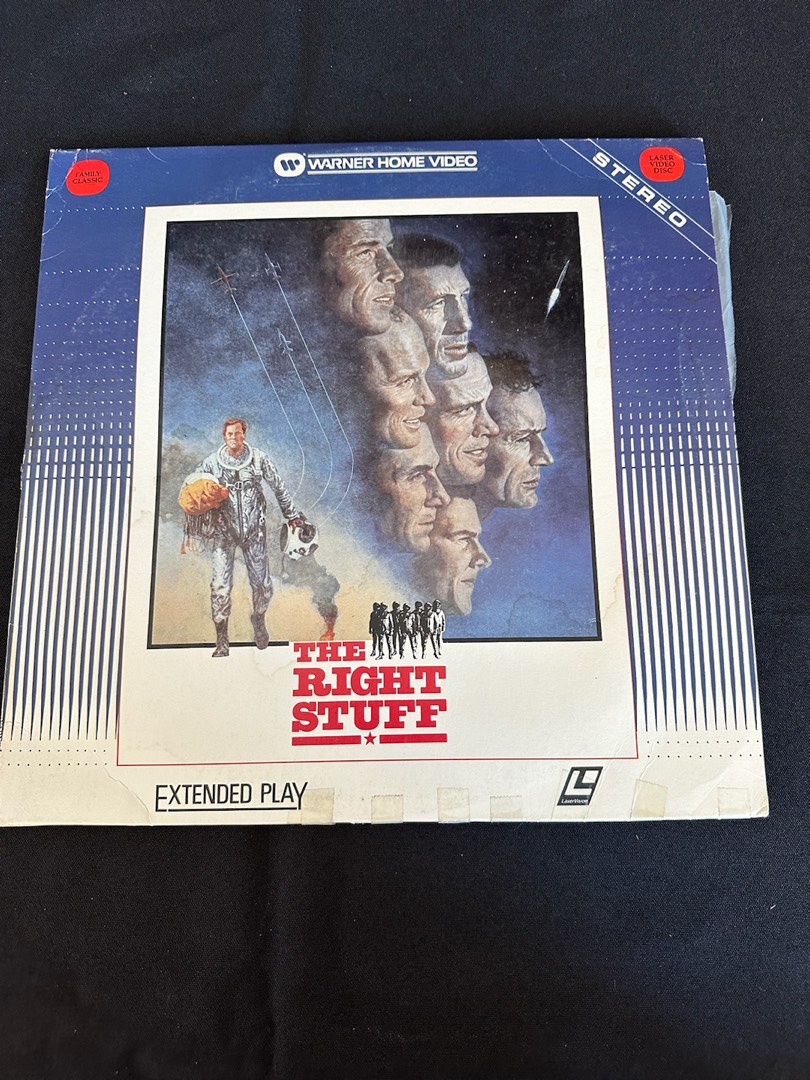 FAMILY
CLASSIC
WARNER HOME VIDEO
LASER
VIDEO
DISC
STEREO
THE
RIGHT
STUFF
EXTENDED PLAY
LaserVision